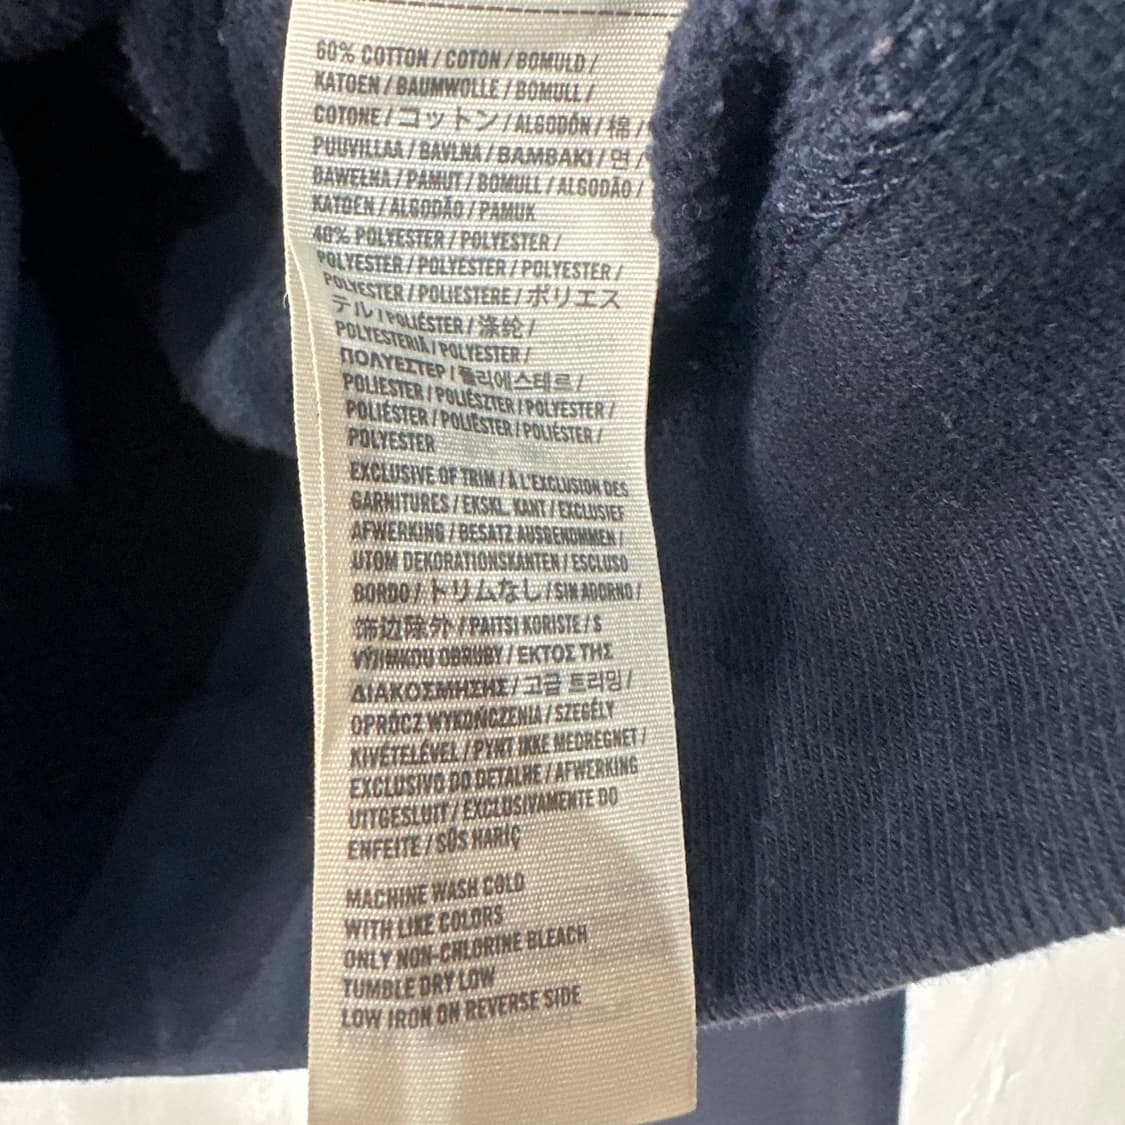 60% COTTON / COTON / BOMULD /
KATOEN / BAUMWOLLE / BOMULL /
COTONE / コットン / ALGODÓN / 棉 /
PUUVILLAA / BAVLNA / BAMBAKI / 면 /
BAWEŁNA / PAMUT / BOMULL / ALGODÃO /
KATOEN / ALGODÃO / PAMUK
40% POLYESTER / POLYESTER /
POLYESTER / POLYESTER / POLYESTER /
POLYESTER / POLIESTERE / ポリエス
テル / POLIÉSTER / 涤纶 /
POLYESTERIÄ / POLYESTER /
ΠΟΛΥΕΣΤΕΡ / 폴리에스테르 /
POLIESTER / POLIÉSZTER / POLYESTER /
POLIÉSTER / POLIÉSTER / POLIÉSTER /
POLYESTER
EXCLUSIVE OF TRIM / À L'EXCLUSION DES
GARNITURES / EKSKL. KANT / EXCLUSIEF
AFWERKING / BESATZ AUSGENOMMEN /
UTOM DEKORATIONSKANTEN / ESCLUSO
BORDO / トリムなし / SIN ADORNO /
饰边除外 / PAITSI KORISTE / S
VÝJIMKOU OBRUBY / ΕΚΤΟΣ ΤΗΣ
ΔΙΑΚΟΣΜΗΣΗΣ / 고급 트리밍 /
OPRÓCZ WYKOŃCZENIA / SZEGÉLY
KIVÉTELÉVEL / PYNT IKKE MEDREGNET /
EXCLUSIVO DO DETALHE / AFWERKING
UITGESLUIT / EXCLUSIVAMENTE DO
ENFEITE / SÜS HARİÇ
MACHINE WASH COLD
WITH LIKE COLORS
ONLY NON-CHLORINE BLEACH
TUMBLE DRY LOW
LOW IRON ON REVERSE SIDE